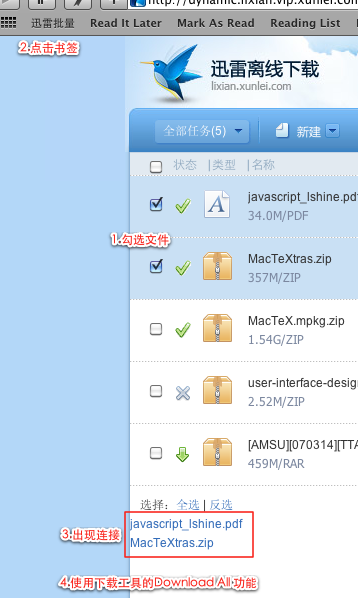 http://dynamic.lixian.vip.xunlei.com
迅雷批量 Read It Later Mark As Read 北京
2.点击书签
迅雷离线下载
lixian.xunlei.com
全部任务(5) 新建
状态 |类型 |名称
javascript_lshine.pdf
34.0M/PDF
1.勾选文件
MacTeXtras.zip
357M/ZIP
MacTeX.mpkg.zip
1.54G/ZIP
user-interface-design
2.52M/ZIP
[AMSU][070314][TTA
459M/RAR
选择: 全选 | 反选
3.出现连接
javascript_lshine.pdf
MacTeXtras.zip
4.使用下载工具的Download All 功能